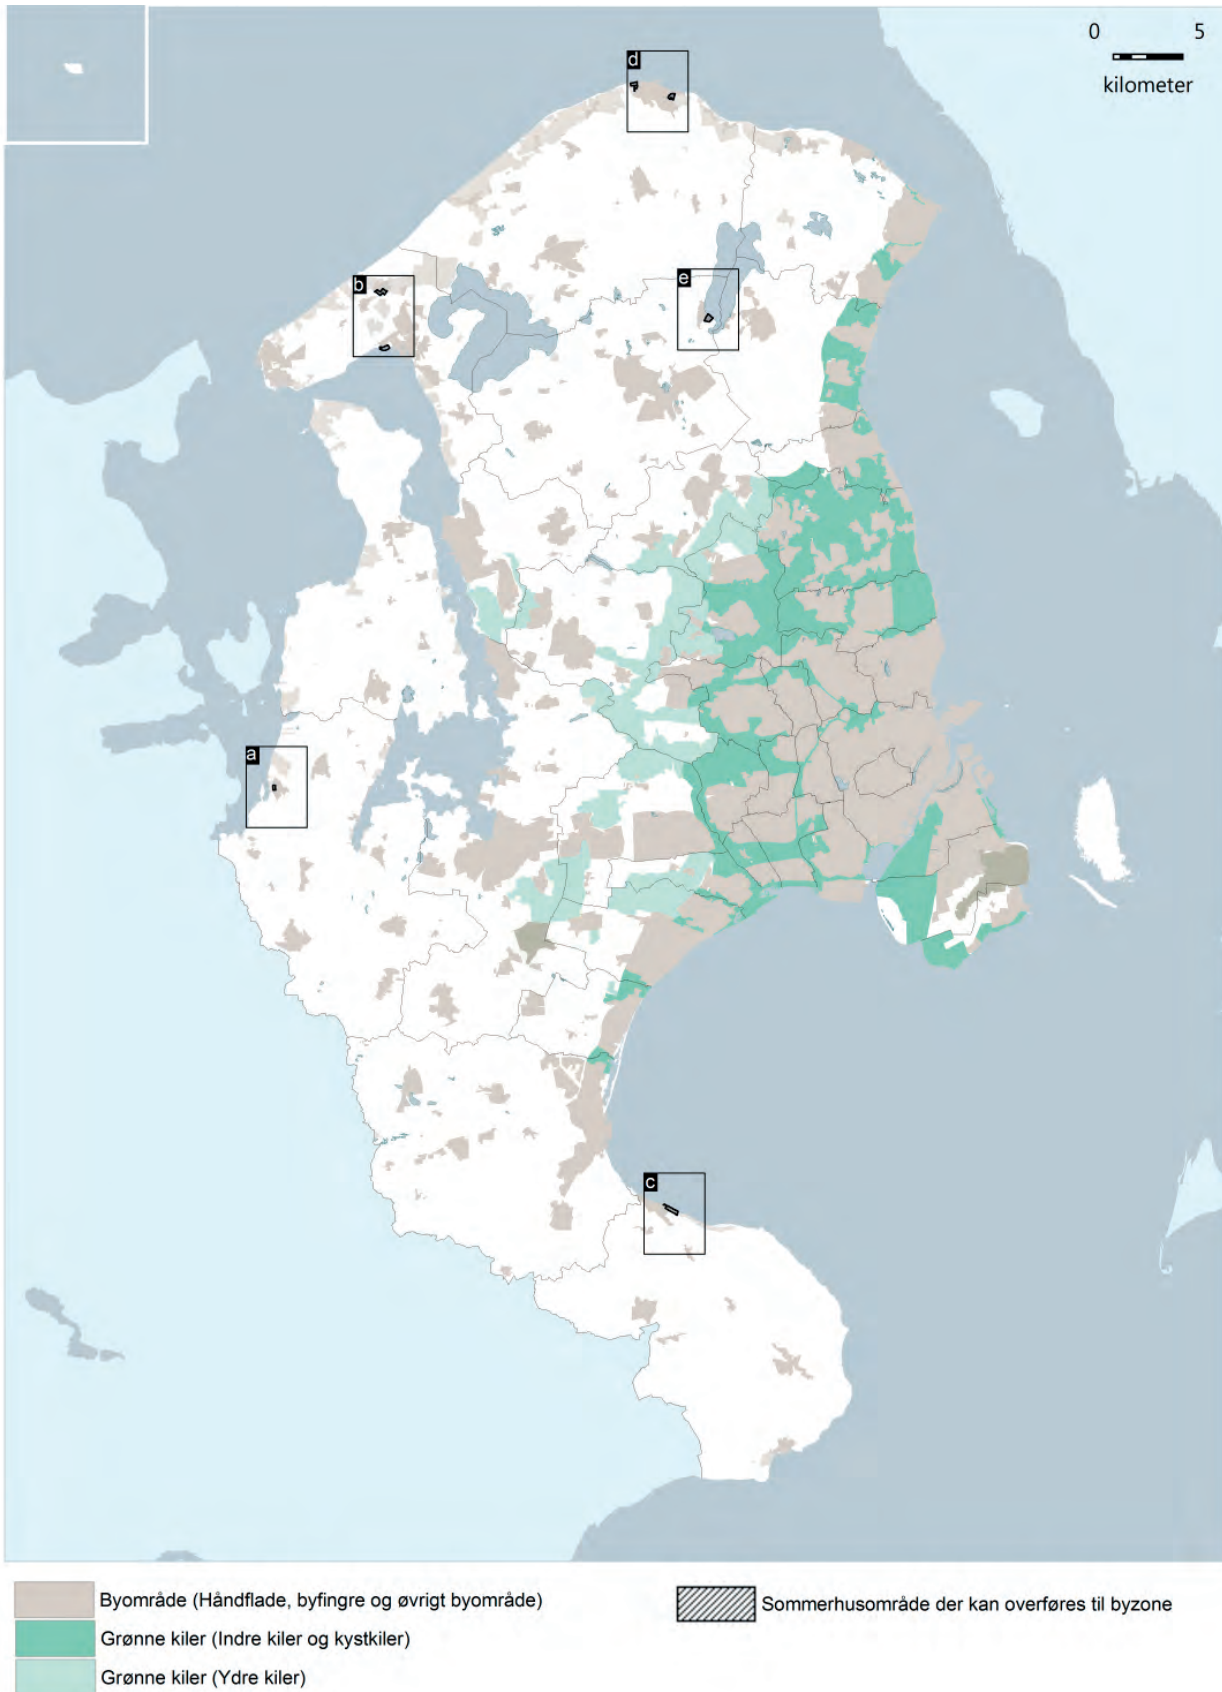 0 5
kilometer
d
b
e
a
c
Byområde (Håndflade, byfingre og øvrigt byområde)
Sommerhusområde der kan overføres til byzone
Grønne kiler (Indre kiler og kystkiler)
Grønne kiler (Ydre kiler)